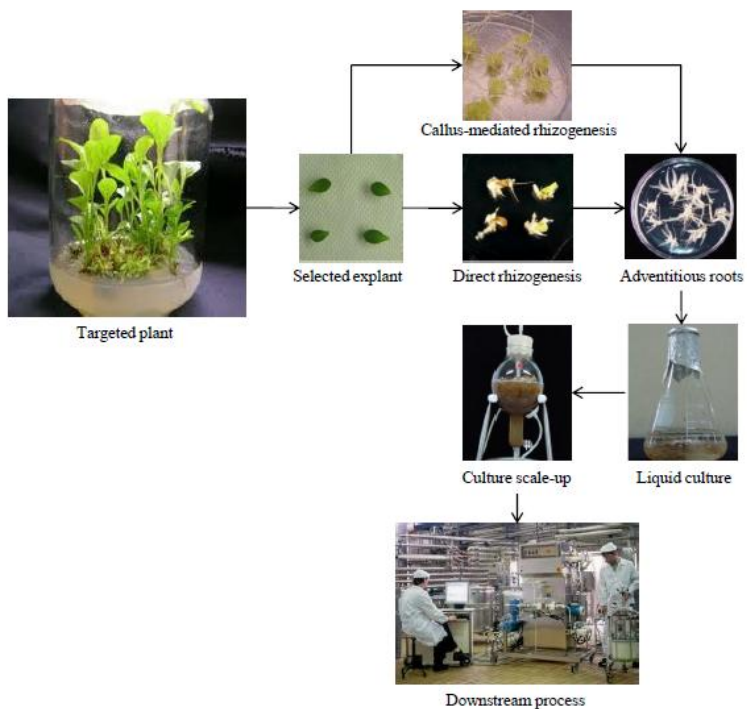 Callus-mediated rhizogenesis
Targeted plant
Selected explant
Direct rhizogenesis
Adventitious roots
Culture scale-up
Liquid culture
Downstream process